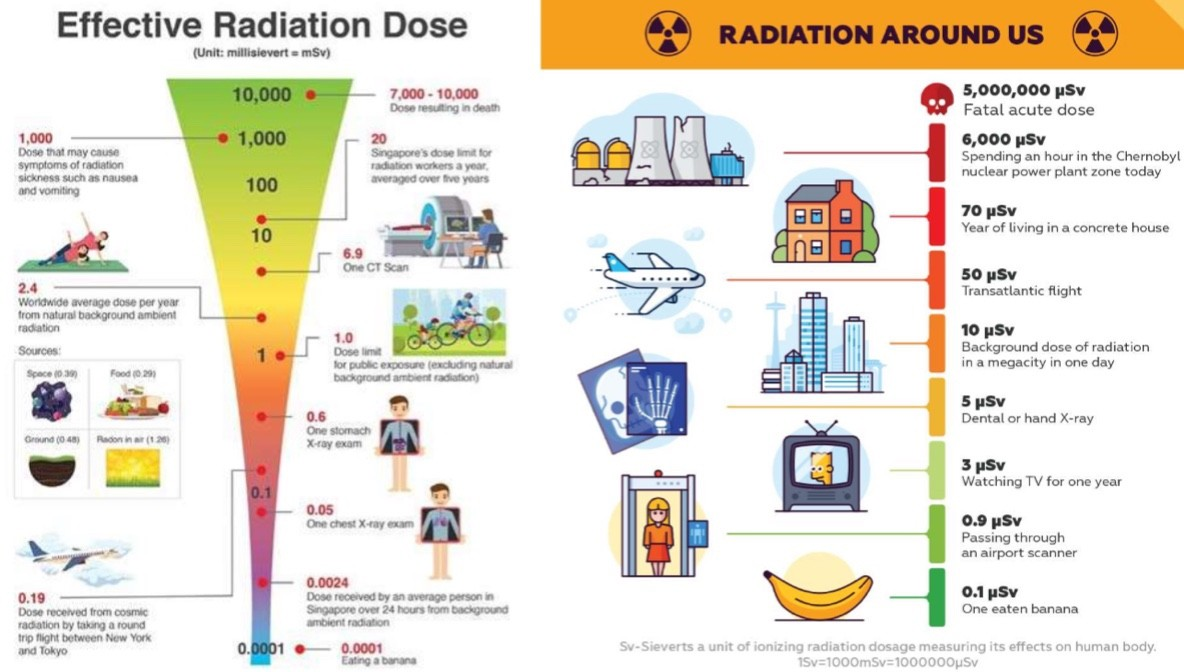 Effective Radiation Dose
(Unit: millisievert = mSv)
10,000
7,000 - 10,000
Dose resulting in death
1,000
Dose that may cause
symptoms of radiation
sickness such as nausea
and vomiting
1,000
20
Singapore's dose limit for
radiation workers a year,
averaged over five years
100
10
6.9
One CT Scan
2.4
Worldwide average dose per year
from natural background ambient
radiation
Sources:
Space (0.39)
Food (0.29)
Ground (0.48)
Radon in air (1.26)
1
1.0
Dose limit
for public exposure (excluding natural
background ambient radiation)
0.6
One stomach
X-ray exam
0.1
0.05
One chest X-ray exam
0.19
Dose received from cosmic
radiation by taking a round
trip flight between New York
and Tokyo
0.0024
Dose received by an average person in
Singapore over 24 hours from background
ambient radiation
0.0001
0.0001
Eating a banana
RADIATION AROUND US
5,000,000 µSv
Fatal acute dose
6,000 µSv
Spending an hour in the Chernobyl
nuclear power plant zone today
70 µSv
Year of living in a concrete house
50 µSv
Transatlantic flight
10 µSv
Background dose of radiation
in a megacity in one day
5 µSv
Dental or hand X-ray
3 µSv
Watching TV for one year
0.9 µSv
Passing through
an airport scanner
0.1 µSv
One eaten banana
Sv-Sieverts a unit of ionizing radiation dosage measuring its effects on human body.
1Sv=1000mSv=1000000µSv